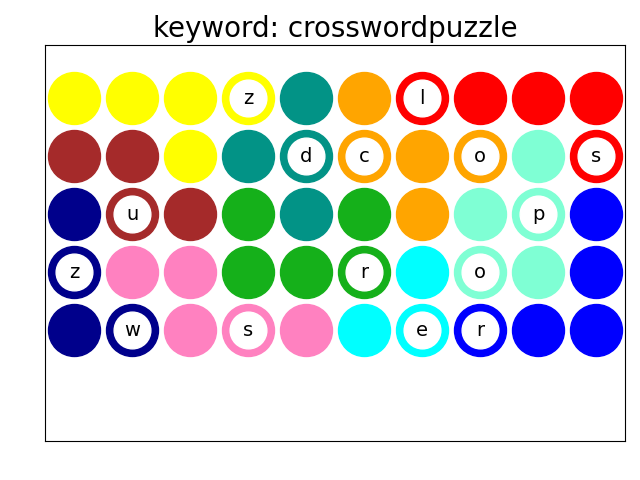 keyword: crosswordpuzzle
z l
d c o s
u p
z r o
w s e r